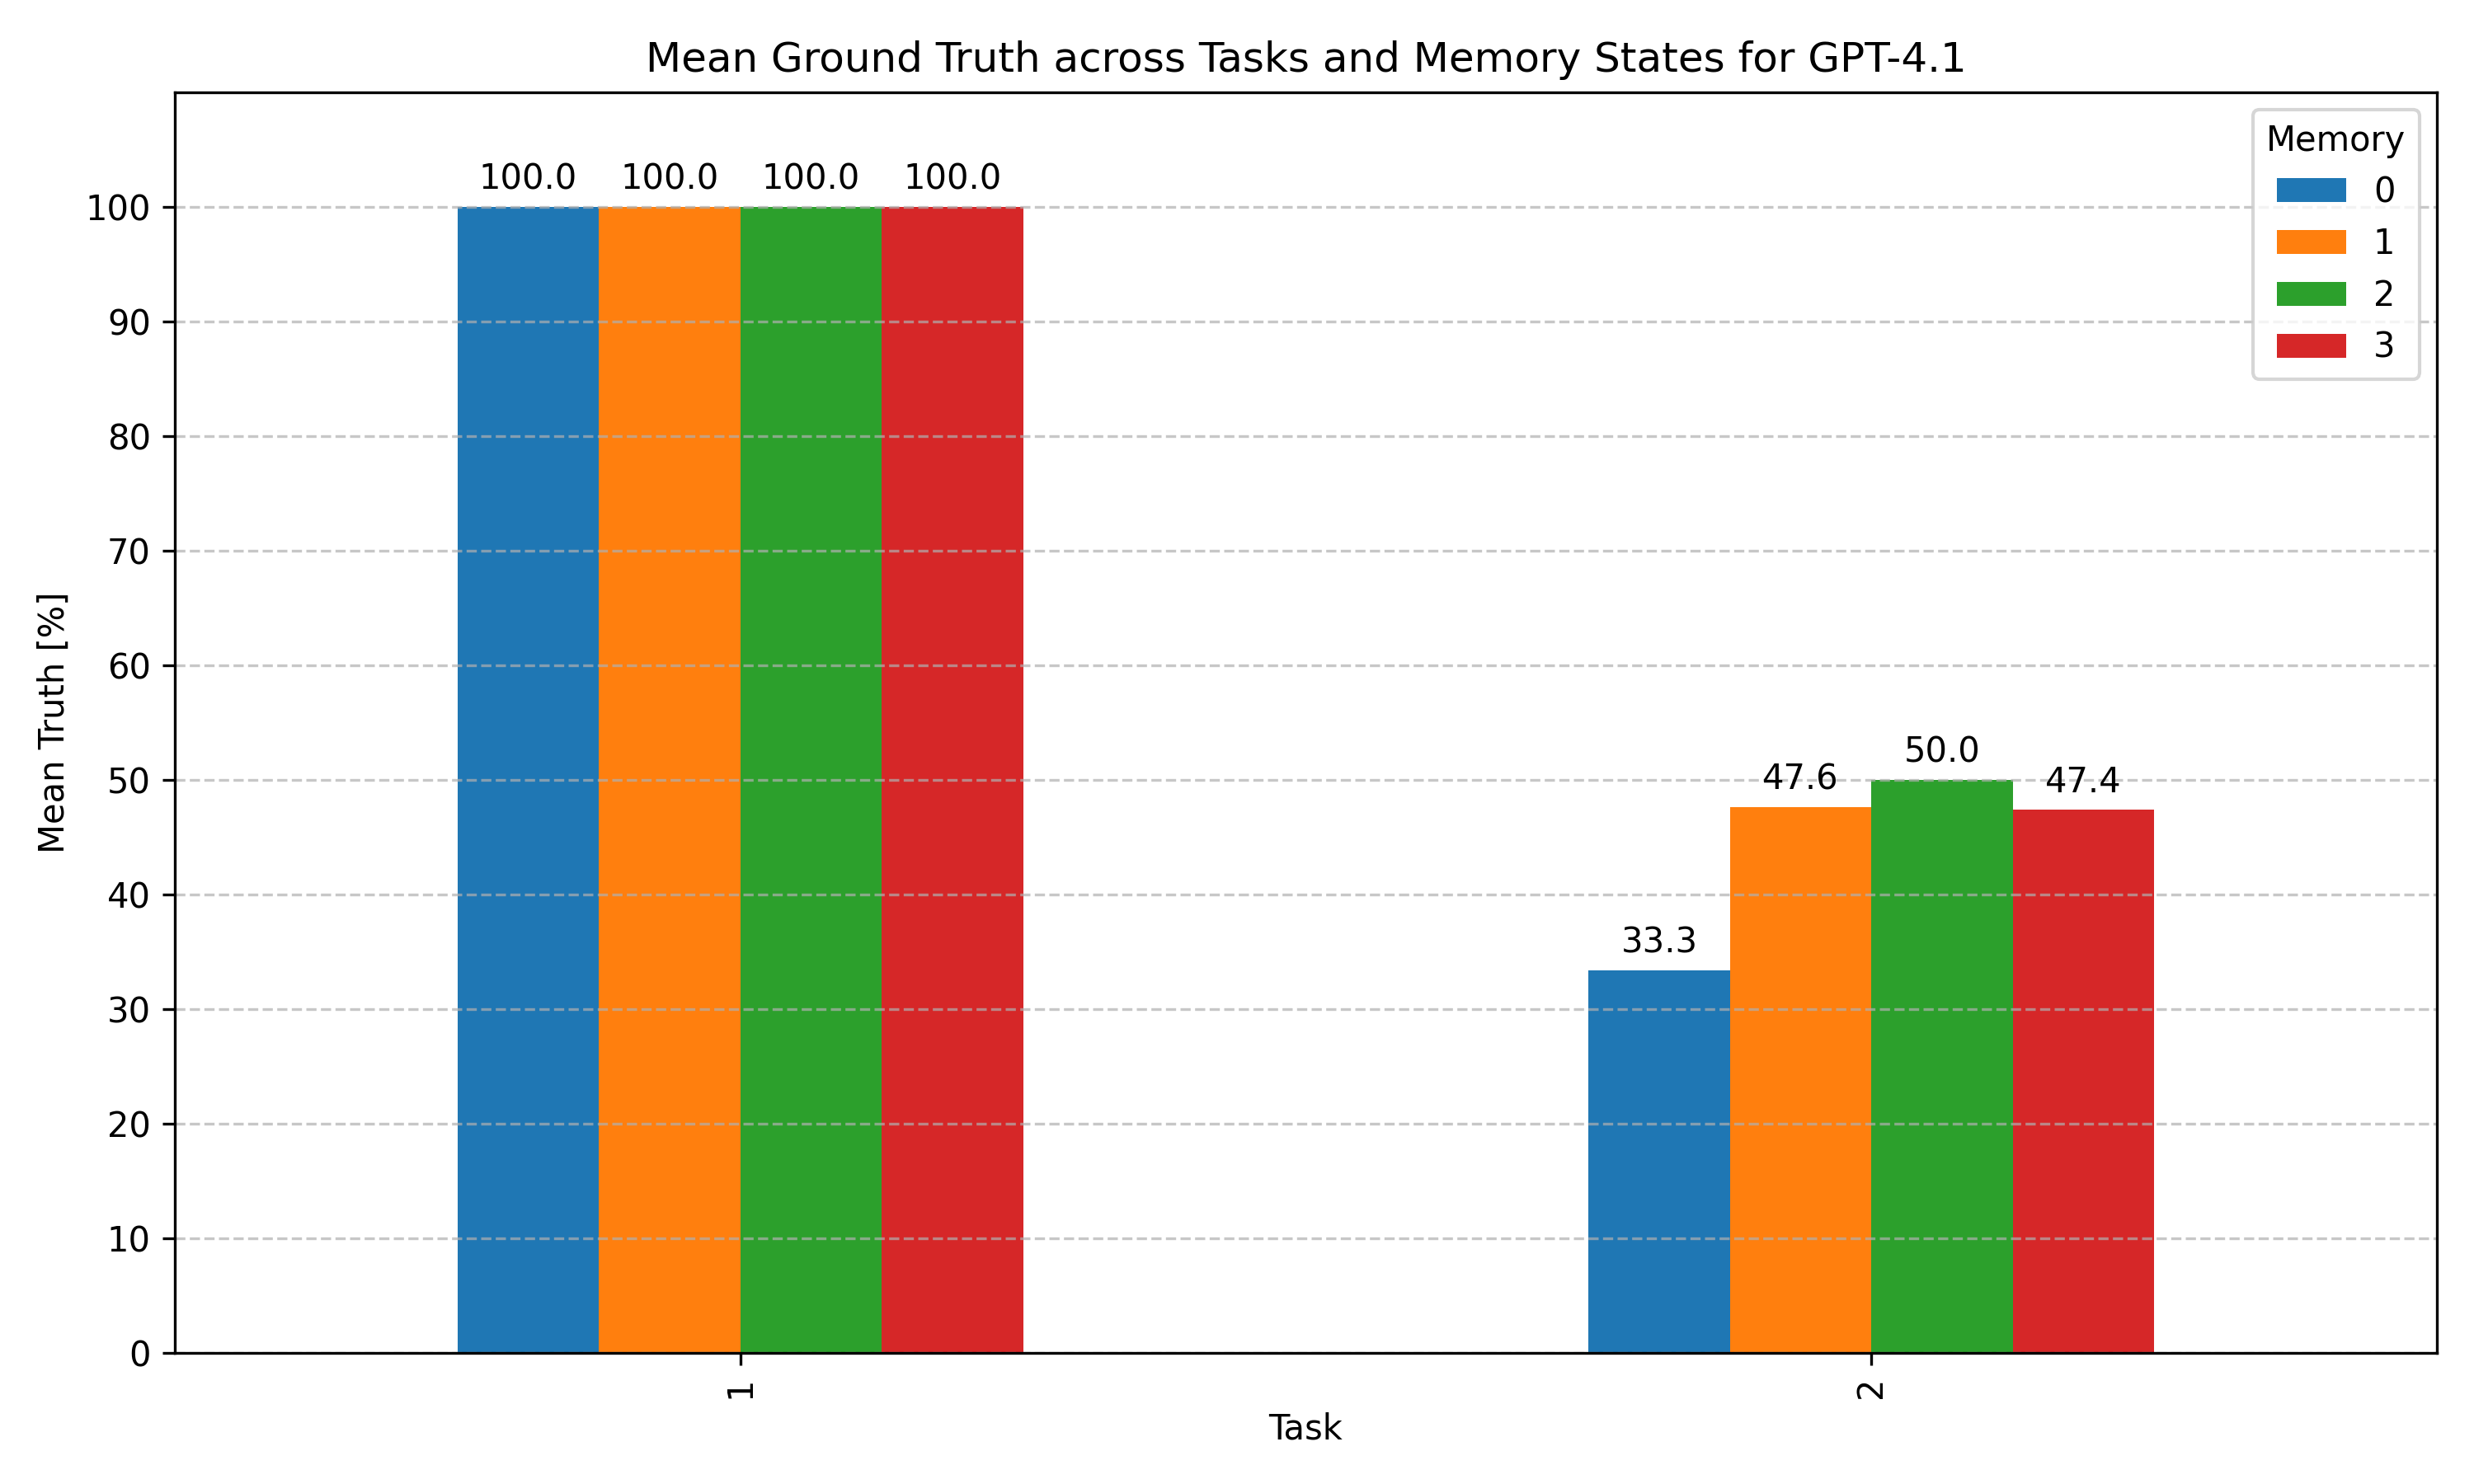 Mean Ground Truth across Tasks and Memory States for GPT-4.1
Memory
0
1
2
3
100.0 100.0 100.0 100.0
33.3 47.6 50.0 47.4
100
90
80
70
60
50
40
30
20
10
0
Mean Truth [%]
1
2
Task